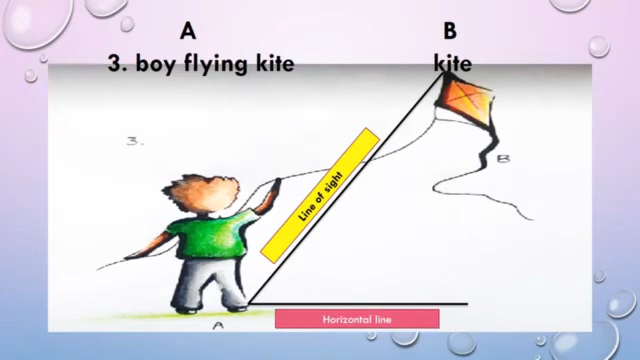 A B
3. boy flying kite kite
3.
Line of sight
B
Horizontal line
A